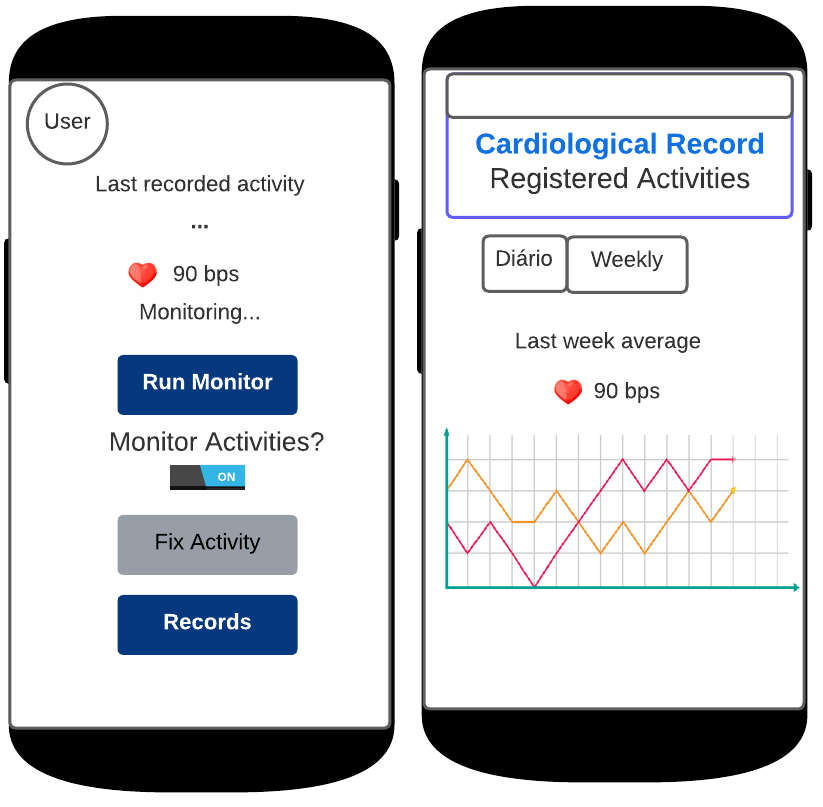 User
Last recorded activity
...
90 bps
Monitoring...
Run Monitor
Monitor Activities?
ON
Fix Activity
Records
Cardiological Record
Registered Activities
Diário
Weekly
Last week average
90 bps